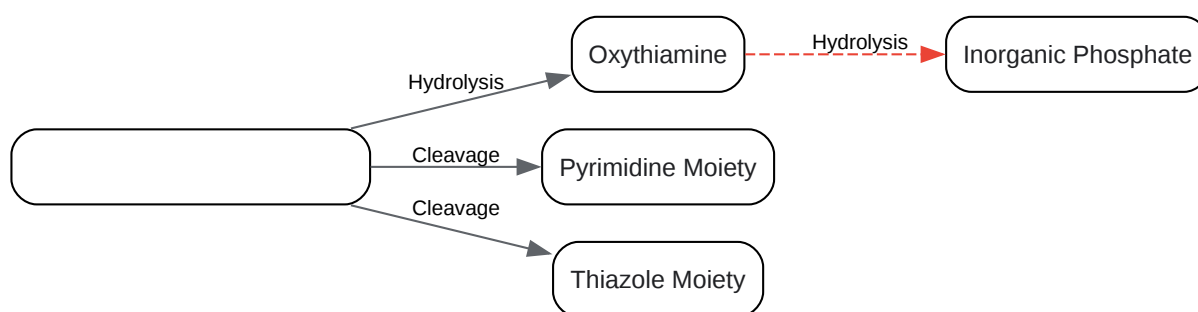 Oxythiamine
Hydrolysis
Inorganic Phosphate
Hydrolysis
Cleavage
Pyrimidine Moiety
Cleavage
Thiazole Moiety